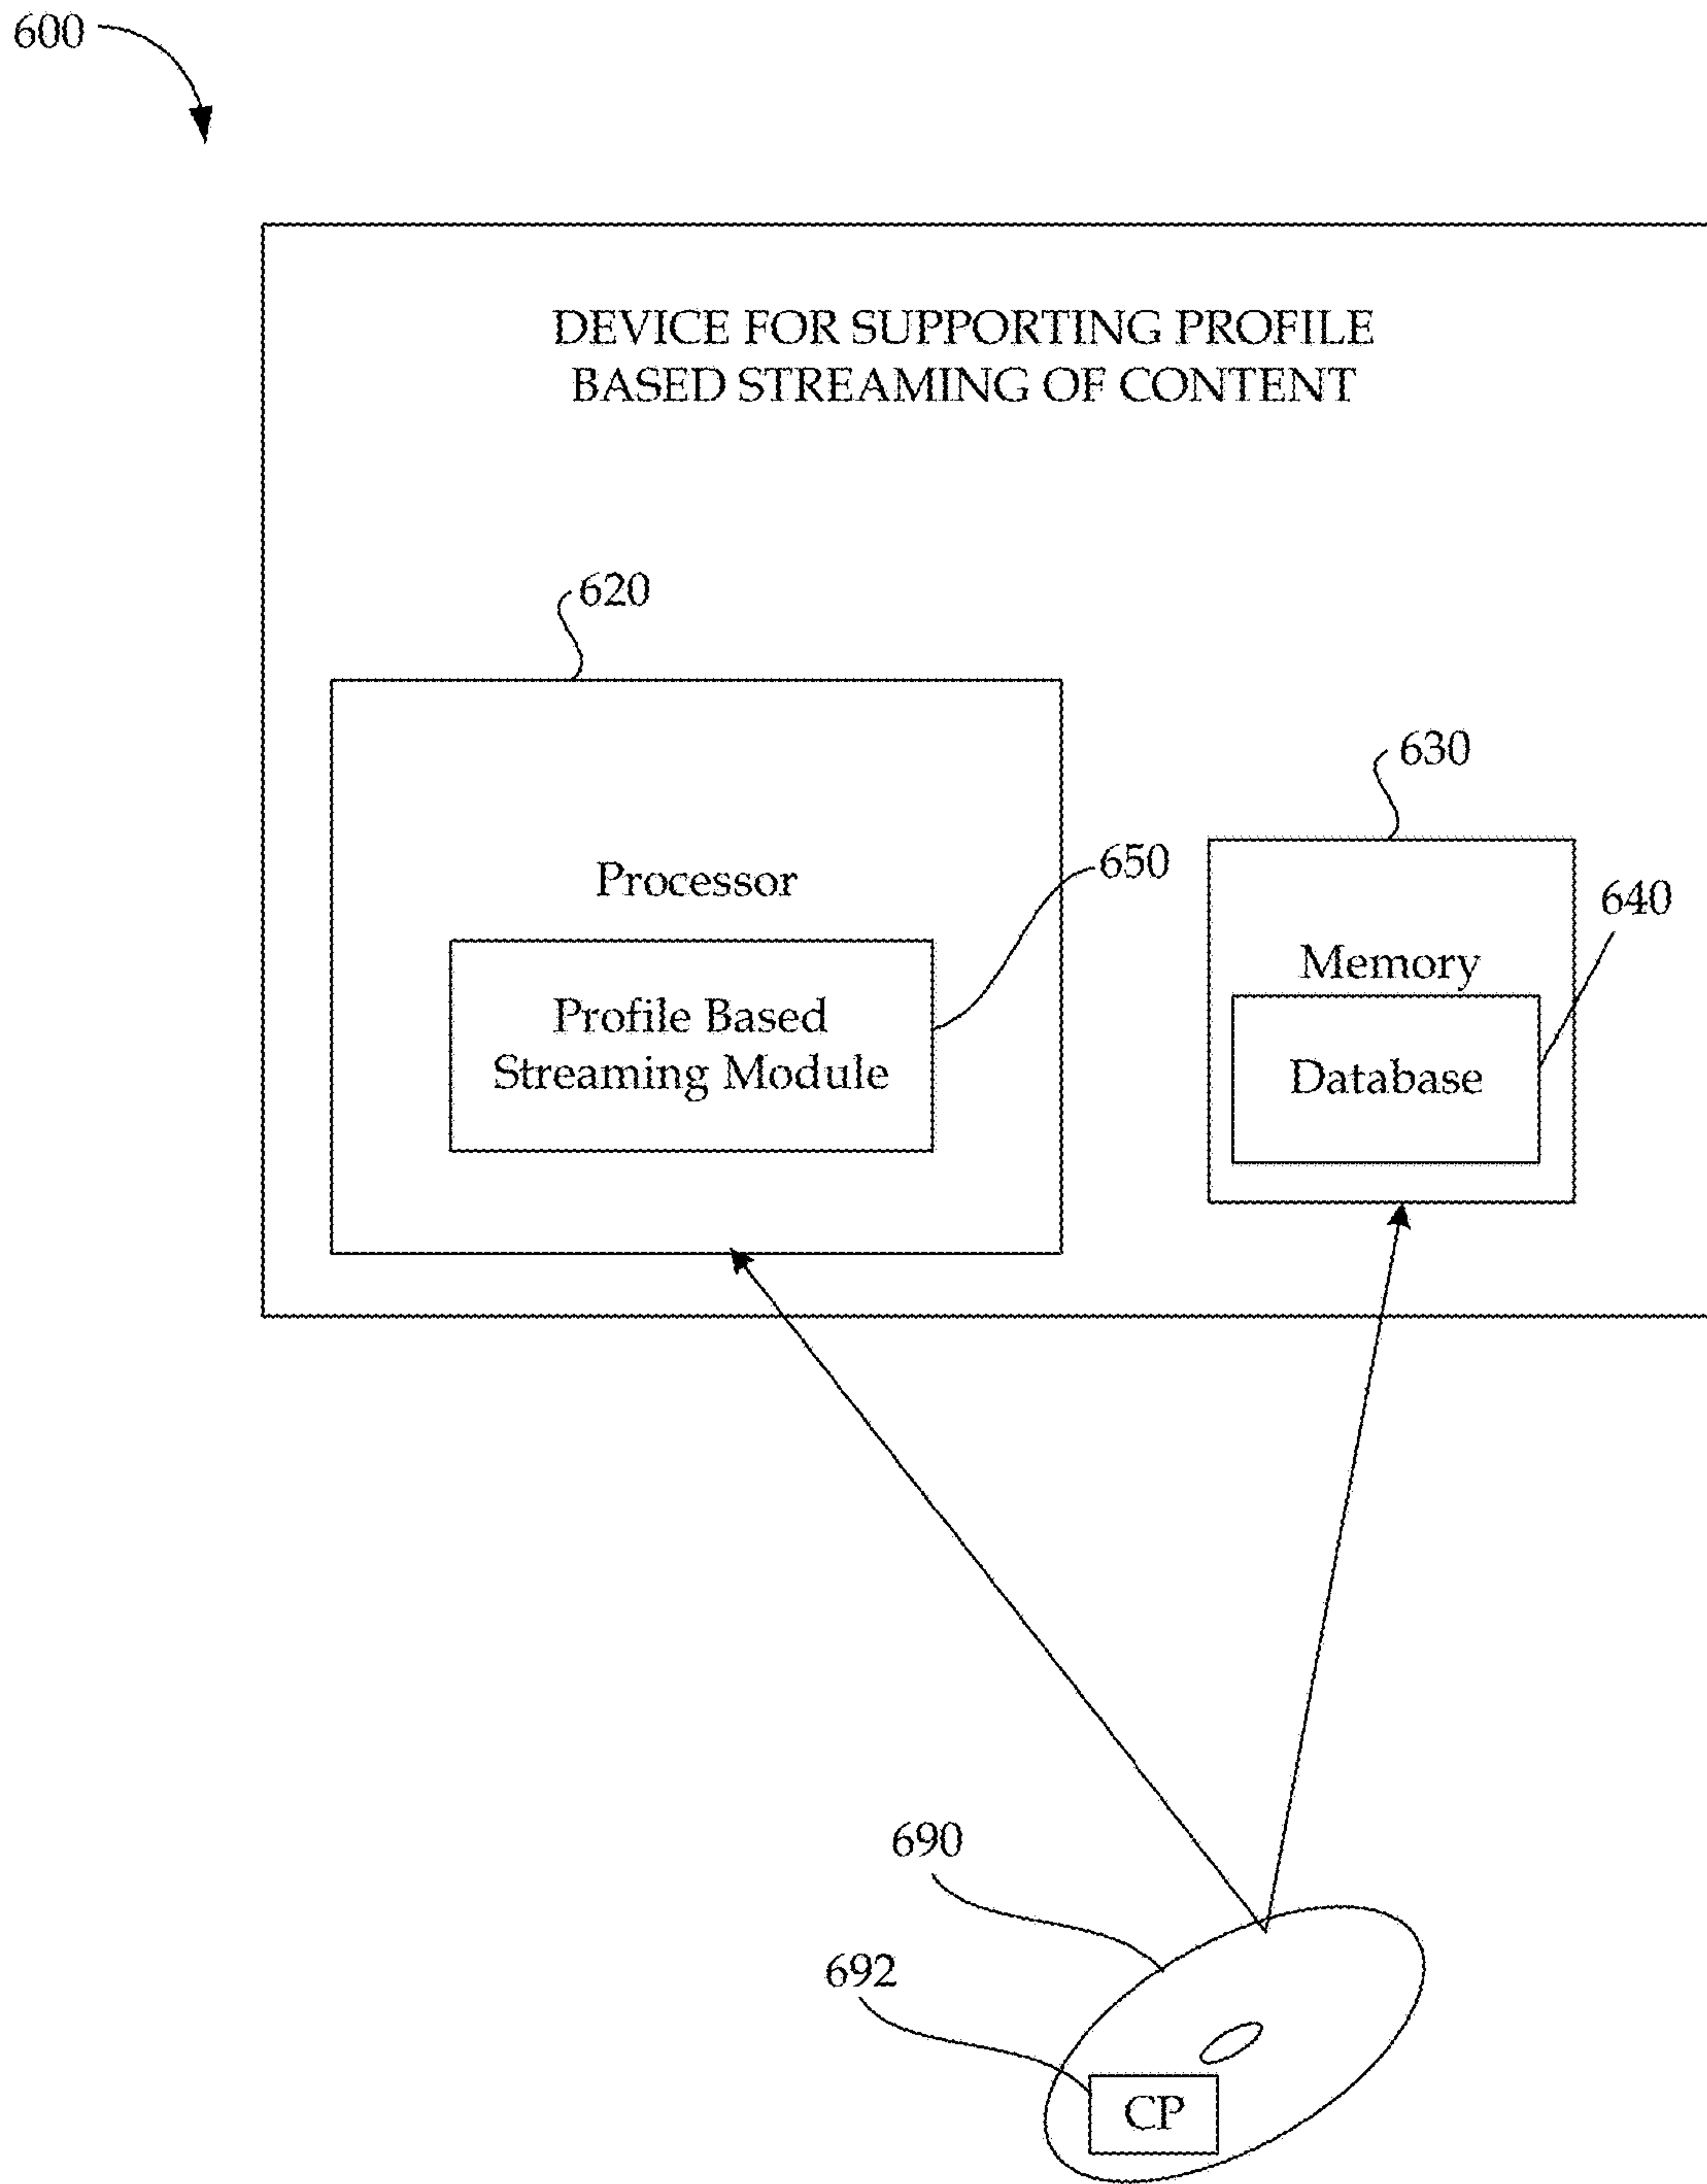 600
DEVICE FOR SUPPORTING PROFILE
BASED STREAMING OF CONTENT
620
630
Processor
650
640
Memory
Profile Based
Streaming Module
Database
690
692
CP